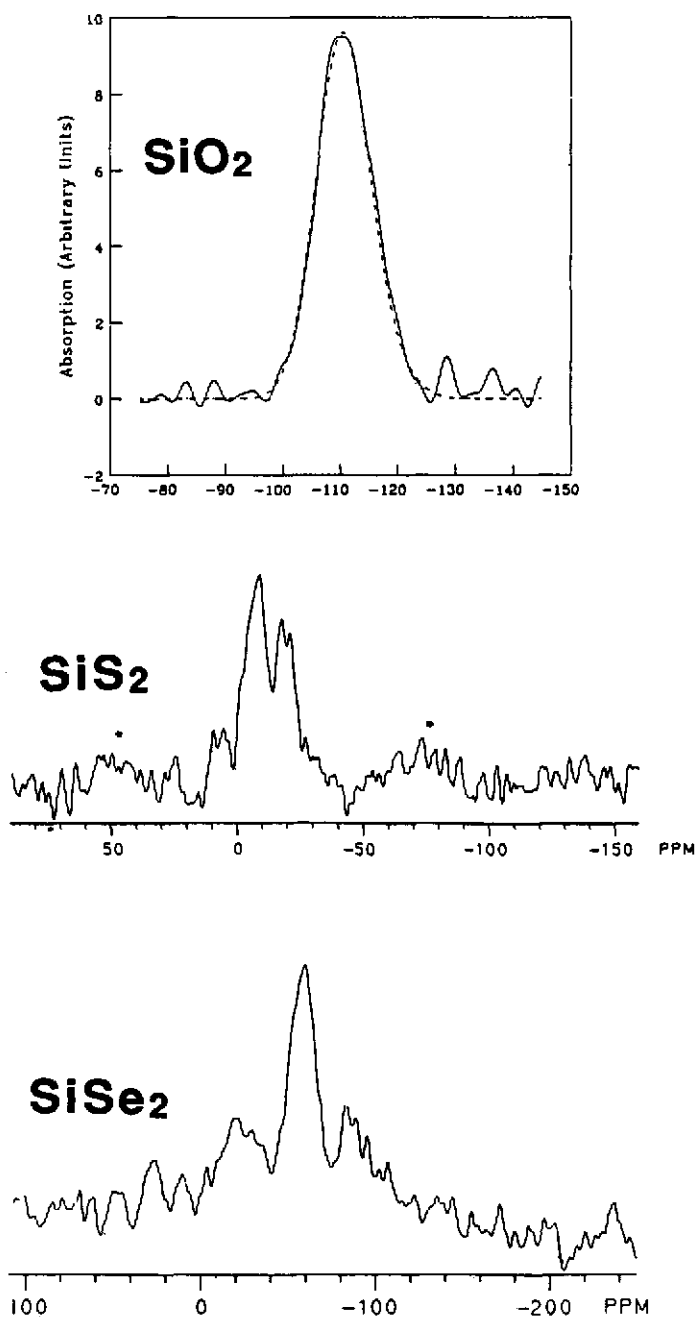 10
8
6
4
2
0
-2
Absorption (Arbitrary Units)
SiO2
-70 -80 -90 -100 -110 -120 -130 -140 -150
SiS2
* *
50 0 -50 -100 -150 PPM
SiSe2
100 0 -100 -200 PPM